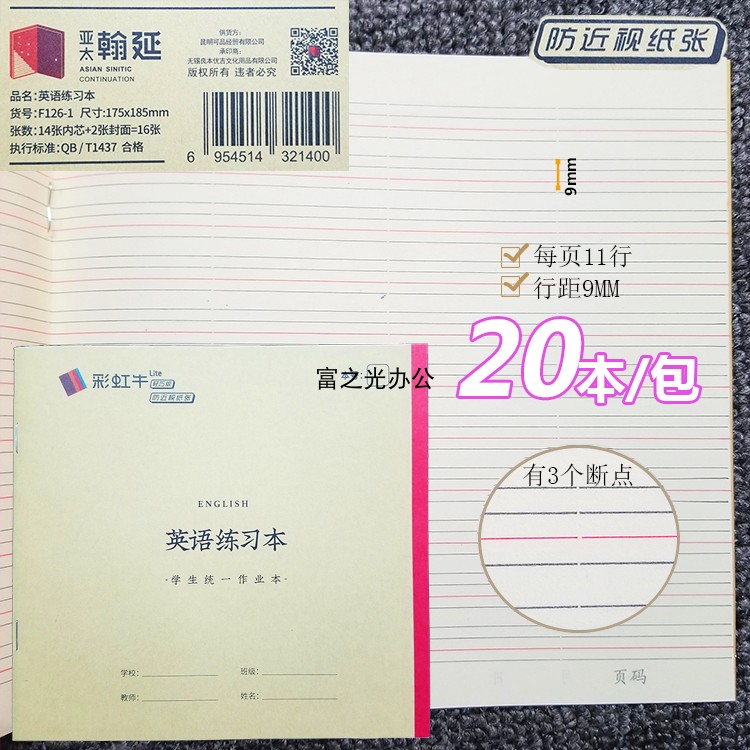 亚太翰延
ASIAN SINITIC
CONTINUATION
供货方:
昆明可品经贸有限公司
承印商:
无锡良本优吉文化用品有限公司
版权所有 违者必究
品名:英语练习本
货号:F126-1 尺寸:175x185mm
张数:14张内芯+2张封面=16张
执行标准:QB/T1437 合格
6 954514 321400
防近视纸张
9mm
每页11行
行距9MM
20本/包
彩虹牛 Lite
轻巧版
防近视纸张
富之光办公
有3个断点
ENGLISH
英语练习本
·学生统一作业本·
学校: 班级:
教师: 姓名:
页码